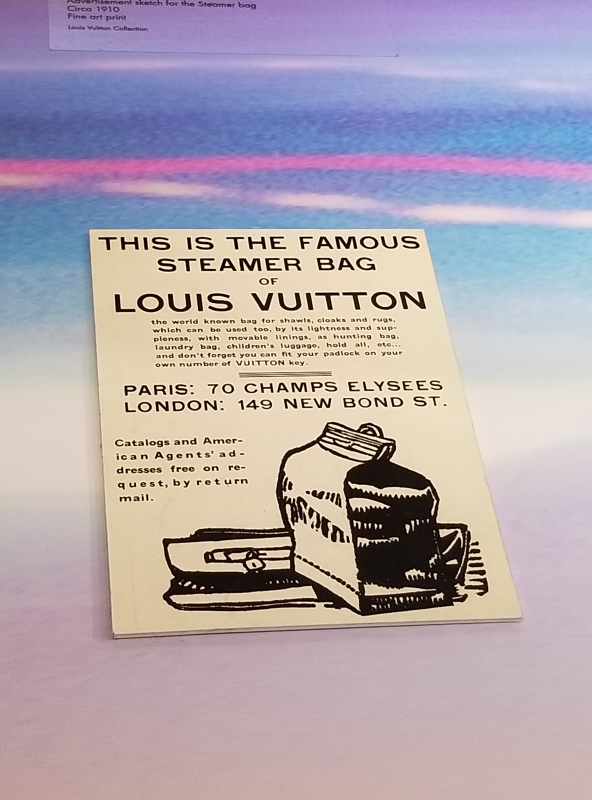 Advertisement sketch for the Steamer bag
Circa 1910
Fine art print
Louis Vuitton Collection
THIS IS THE FAMOUS
STEAMER BAG
OF
LOUIS VUITTON
the world known bag for shawls, cloaks and rugs,
which can be used too, by its lightness and sup-
pleness, with movable linings, as hunting bag,
laundry bag, children's luggage, hold all, etc...
and don't forget you can fit your padlock on your
own number of VUITTON key.
PARIS: 70 CHAMPS ELYSEES
LONDON: 149 NEW BOND ST.
Catalogs and Amer-
ican Agents' ad-
dresses free on re-
quest, by return
mail.